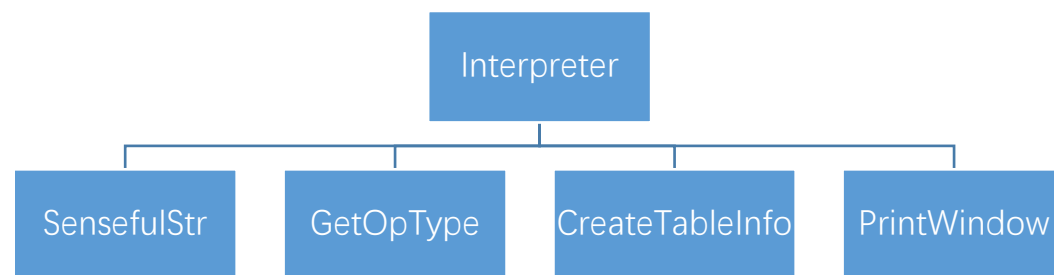 Interpreter
SensefulStr
GetOpType
CreateTableInfo
PrintWindow